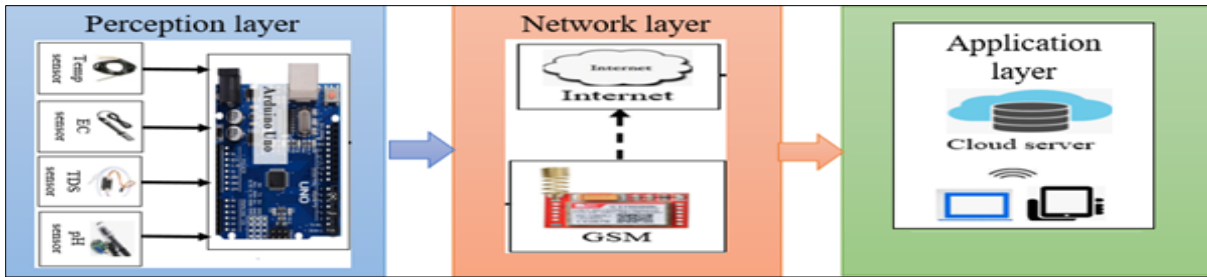 Perception layer
Temp
sensor
EC
sensor
TDS
sensor
pH
sensor
Arduino Uno
UNO
Network layer
Internet
Internet
GSM
Application
layer
Cloud server